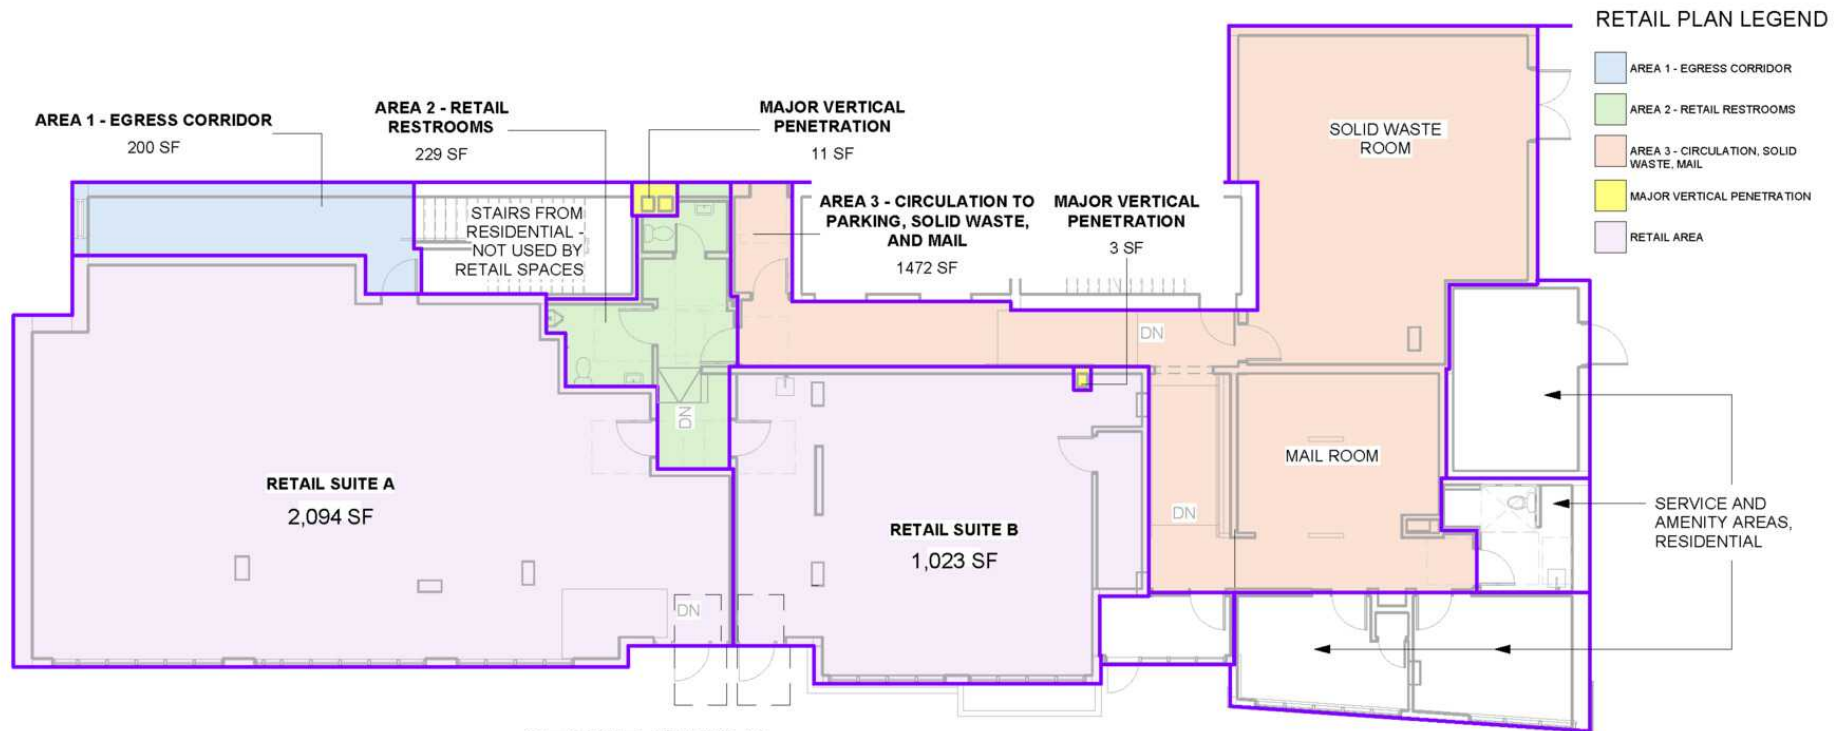 RETAIL PLAN LEGEND
AREA 1 - EGRESS CORRIDOR
AREA 2 - RETAIL RESTROOMS
AREA 3 - CIRCULATION, SOLID
WASTE, MAIL
MAJOR VERTICAL PENETRATION
RETAIL AREA
AREA 1 - EGRESS CORRIDOR
200 SF
AREA 2 - RETAIL
RESTROOMS
229 SF
MAJOR VERTICAL
PENETRATION
11 SF
SOLID WASTE
ROOM
STAIRS FROM
RESIDENTIAL -
NOT USED BY
RETAIL SPACES
AREA 3 - CIRCULATION TO
PARKING, SOLID WASTE,
AND MAIL
1472 SF
MAJOR VERTICAL
PENETRATION
3 SF
DN
DN
MAIL ROOM
RETAIL SUITE A
2,094 SF
RETAIL SUITE B
1,023 SF
DN
SERVICE AND
AMENITY AREAS,
RESIDENTIAL
DN